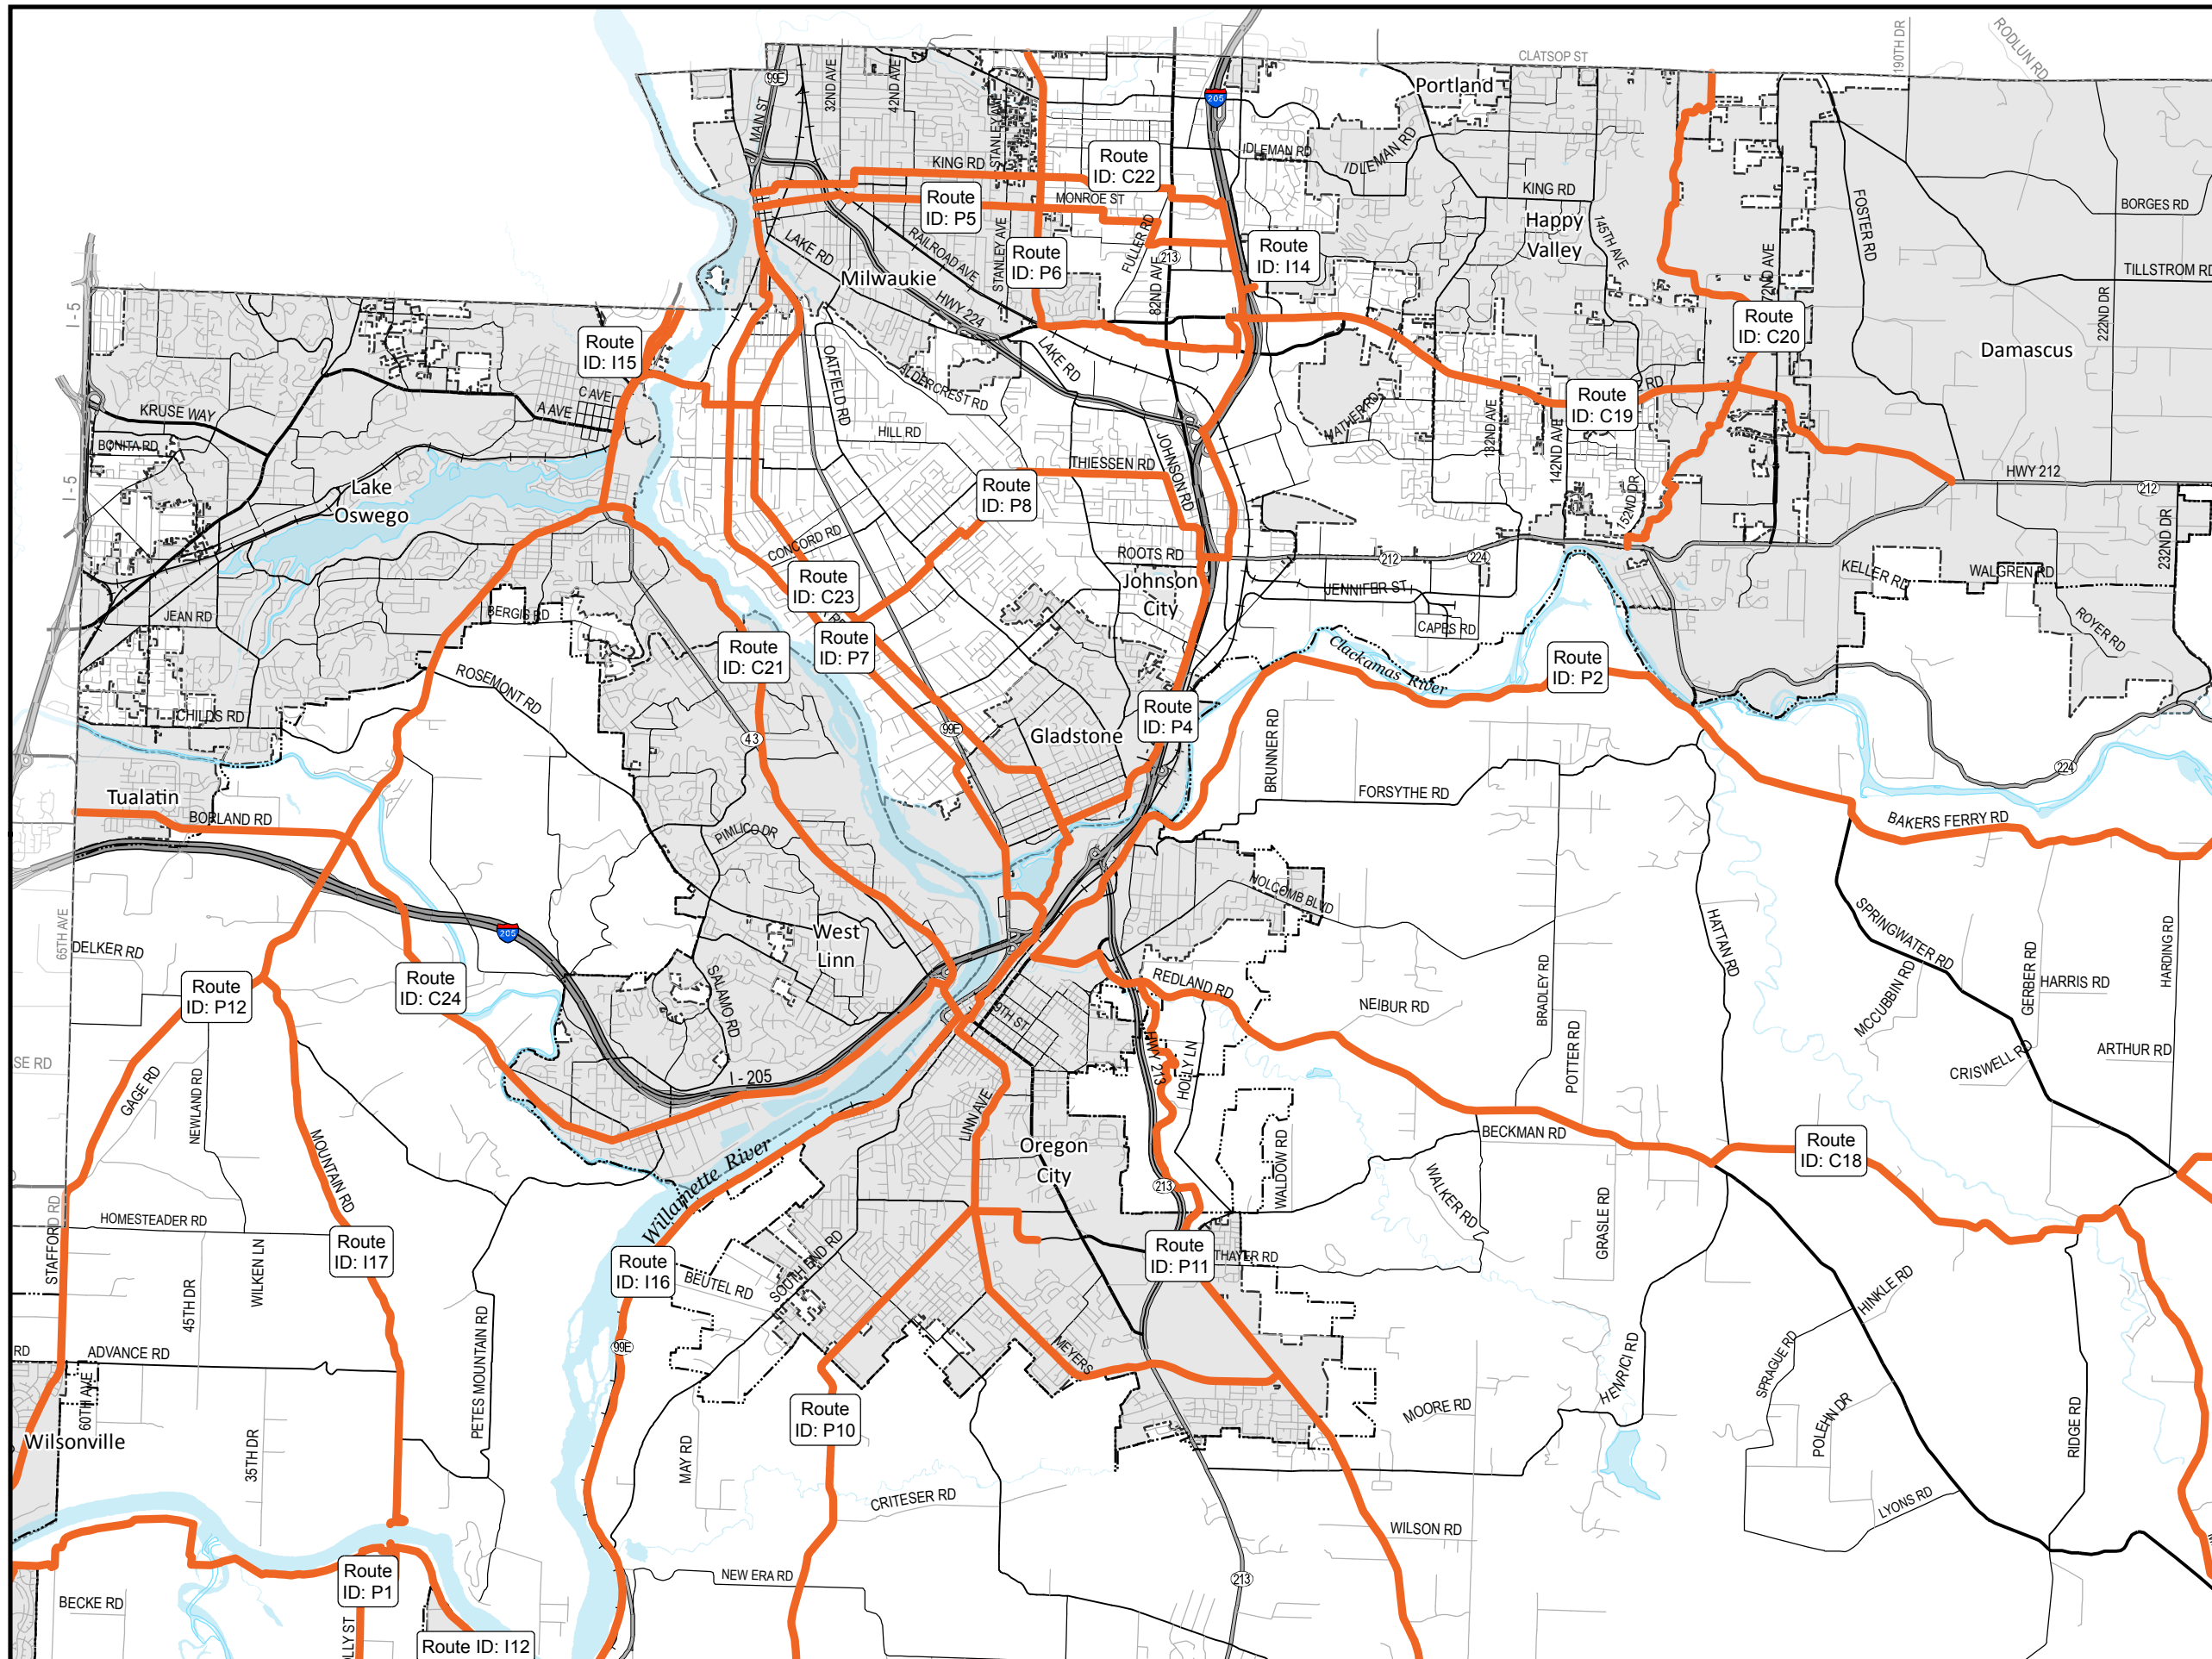 CLATSOP ST
190TH DR
RODLUN RD
99E
MAIN ST
32ND AVE
42ND AVE
STANLEY AVE
205
Portland
KING RD
Route
ID: C22
IDLEMAN RD
IDLEMAN RD
KING RD
FOSTER RD
BORGES RD
Route
ID: P5
MONROE ST
Happy
Valley
145TH AVE
LAKE RD
RAILROAD AVE
STANLEY AVE
Route
ID: P6
FULLER RD
213
82ND AVE
Route
ID: I14
72ND AVE
TILLSTROM RD
Milwaukie
HWY 224
222ND DR
I - 5
Route
ID: I15
LAKE RD
Route
ID: C20
Damascus
OATFIELD RD
ALDERCREST RD
C AVE
A AVE
KRUSE WAY
BONITA RD
Route
ID: C19
RD
MATHER RD
132ND AVE
142ND AVE
HILL RD
JOHNSON RD
THIESSEN RD
HWY 212
212
I - 5
Lake
Oswego
Route
ID: P8
152ND DR
232ND DR
CONCORD RD
ROOTS RD
212
224
Johnson
City
JENNIFER ST
CAPES RD
KELLER RD
WALGREN RD
ROYER RD
JEAN RD
BERGIS RD
Route
ID: C23
Route
ID: P7
Route
ID: C21
ROSEMONT RD
Clackamas River
Route
ID: P2
CHILDS RD
43
99E
Gladstone
Route
ID: P4
BRUNNER RD
224
Tualatin
BORLAND RD
FORSYTHE RD
BAKERS FERRY RD
PIMLICO DR
HOLCOMB BLVD
HATTAN RD
SPRINGWATER RD
65TH AVE
205
DELKER RD
West
Linn
SALAMO RD
Route
ID: P12
Route
ID: C24
REDLAND RD
NEIBUR RD
BRADLEY RD
MCCUBBIN RD
GERBER RD
HARRIS RD
HARDING RD
9TH ST
HWY 213
HOLLY LN
POTTER RD
CRISWELL RD
ARTHUR RD
SE RD
GAGE RD
NEWLAND RD
I - 205
LINN AVE
Oregon
City
BECKMAN RD
Route
ID: C18
MOUNTAIN RD
Willamette River
WALDOW RD
WALKER RD
GRASLE RD
213
HOMESTEADER RD
STAFFORD RD
WILKEN LN
45TH DR
Route
ID: I17
Route
ID: I16
BEUTEL RD
SOUTH END RD
Route
ID: P11
THAYER RD
HINKLE RD
PETES MOUNTAIN RD
99E
HENRICI RD
SPRAGUE RD
RD
ADVANCE RD
MEYERS
60TH AVE
Wilsonville
35TH DR
MAY RD
Route
ID: P10
MOORE RD
POLEHN DR
RIDGE RD
CRITESER RD
LYONS RD
WILSON RD
Route
ID: P1
NEW ERA RD
213
BECKE RD
LLY ST
Route ID: I12